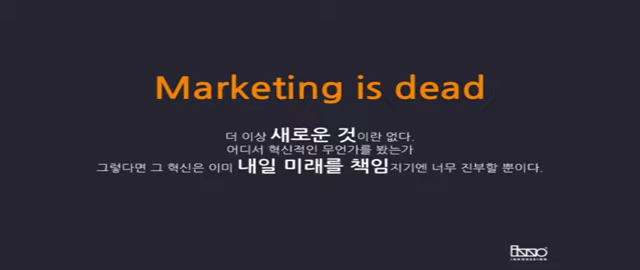 Marketing is dead
더 이상 새로운 것이란 없다.
어디서 혁신적인 무언가를 봤는가
그렇다면 그 혁신은 이미 내일 미래를 책임지기엔 너무 진부할 뿐이다.
INNODESIGN